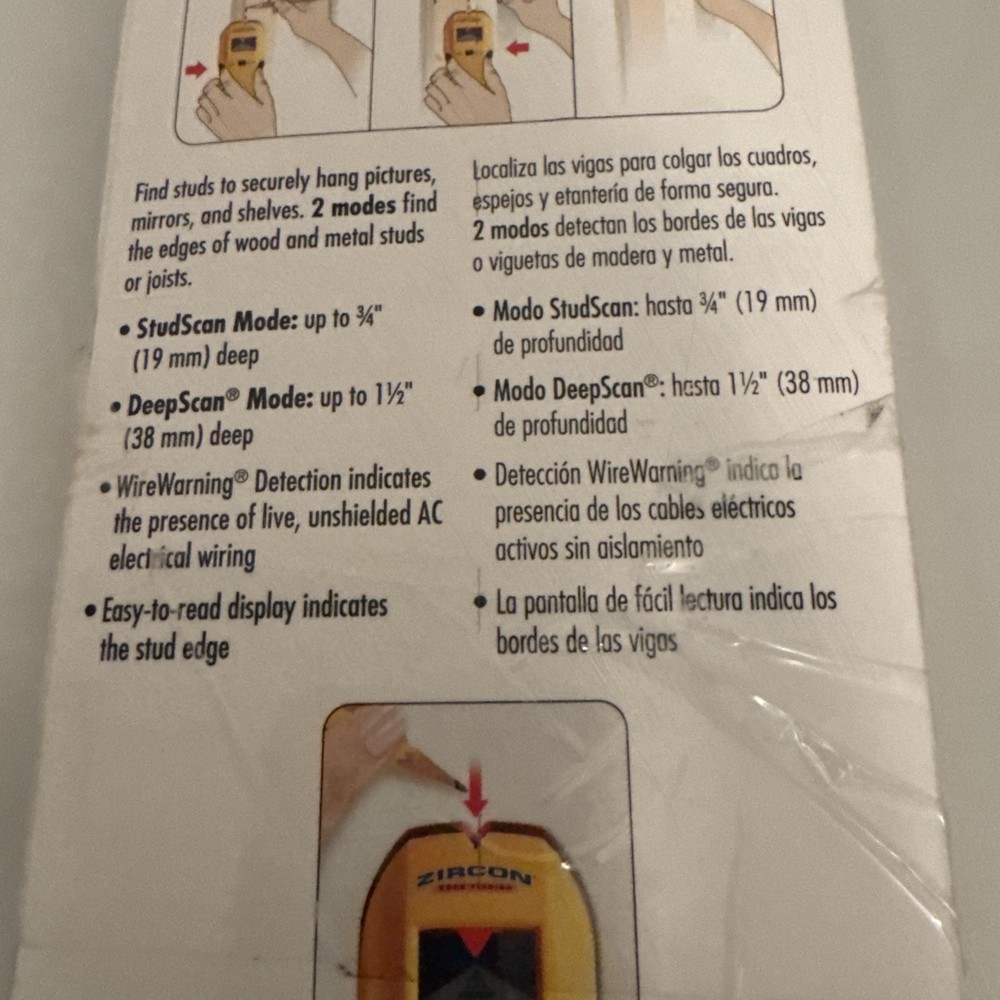 Find studs to securely hang pictures,
mirrors, and shelves. 2 modes find
the edges of wood and metal studs
or joists.
• StudScan Mode: up to ¾"
(19 mm) deep
• DeepScan® Mode: up to 1½"
(38 mm) deep
• WireWarning® Detection indicates
the presence of live, unshielded AC
electrical wiring
• Easy-to-read display indicates
the stud edge
Localiza las vigas para colgar los cuadros,
espejos y etantería de forma segura.
2 modos detectan los bordes de las vigas
o viguetas de madera y metal.
• Modo StudScan: hasta ¾" (19 mm)
de profundidad
• Modo DeepScan®: hasta 1½" (38 mm)
de profundidad
• Detección WireWarning® indica la
presencia de los cables eléctricos
activos sin aislamiento
• La pantalla de fácil lectura indica los
bordes de las vigas
ZIRCON